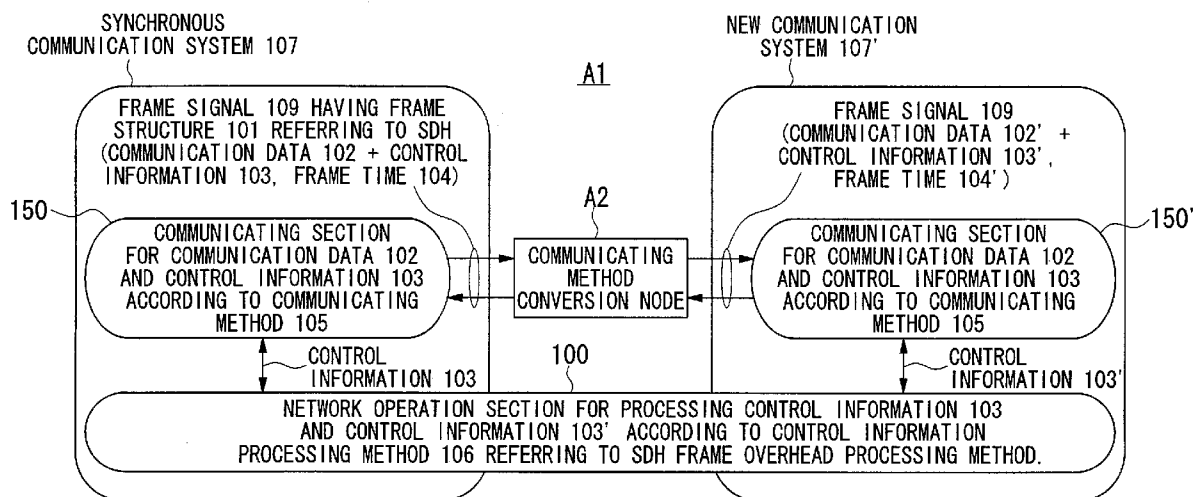 SYNCHRONOUS
COMMUNICATION SYSTEM 107
NEW COMMUNICATION
SYSTEM 107'
A1
FRAME SIGNAL 109 HAVING FRAME
STRUCTURE 101 REFERRING TO SDH
(COMMUNICATION DATA 102 + CONTROL
INFORMATION 103, FRAME TIME 104)
FRAME SIGNAL 109
(COMMUNICATION DATA 102' +
CONTROL INFORMATION 103',
FRAME TIME 104')
150
COMMUNICATING SECTION
FOR COMMUNICATION DATA 102
AND CONTROL INFORMATION 103
ACCORDING TO COMMUNICATING
METHOD 105
A2
COMMUNICATING
METHOD
CONVERSION NODE
150'
COMMUNICATING SECTION
FOR COMMUNICATION DATA 102
AND CONTROL INFORMATION 103
ACCORDING TO COMMUNICATING
METHOD 105
CONTROL
INFORMATION 103
100
CONTROL
INFORMATION 103'
NETWORK OPERATION SECTION FOR PROCESSING CONTROL INFORMATION 103
AND CONTROL INFORMATION 103' ACCORDING TO CONTROL INFORMATION
PROCESSING METHOD 106 REFERRING TO SDH FRAME OVERHEAD PROCESSING METHOD.